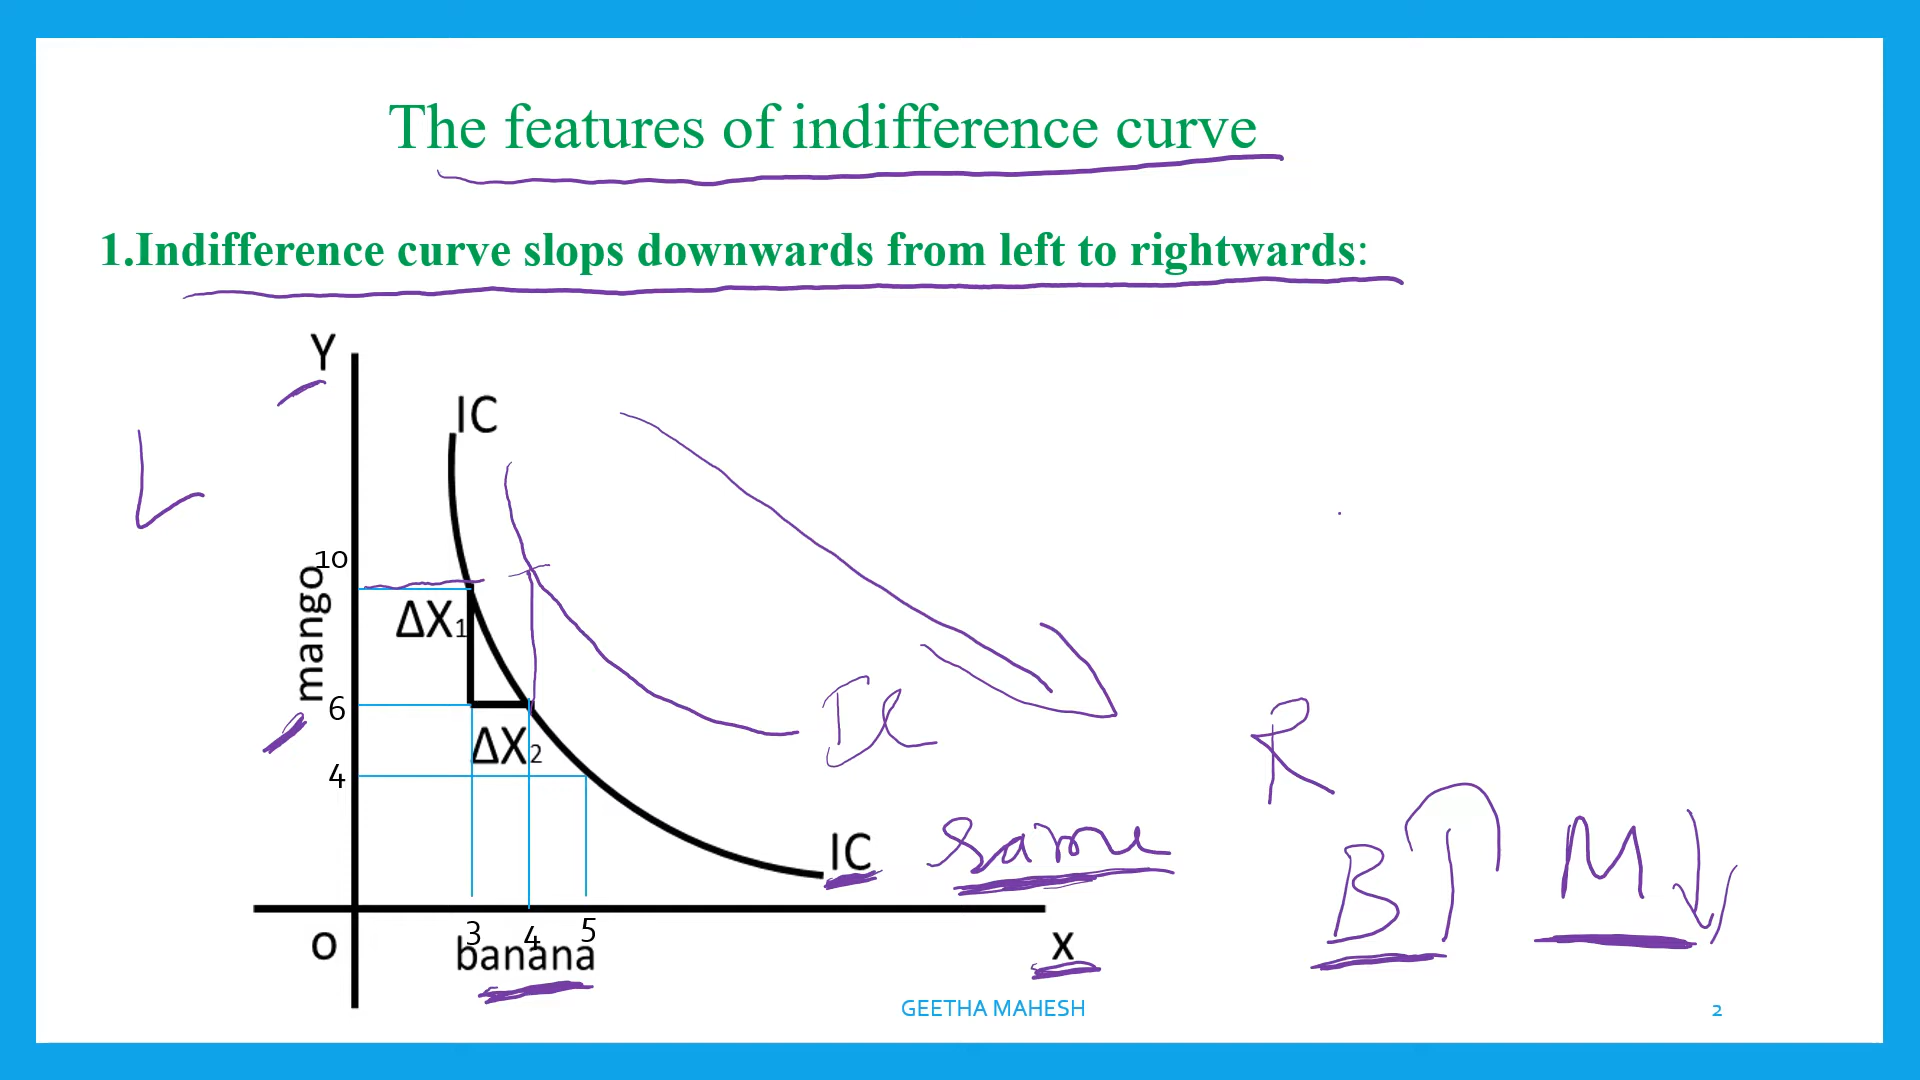 The features of indifference curve
1.Indifference curve slops downwards from left to rightwards:
Y
IC
L
10
mango
ΔX1
6
ΔX2
4
IC
R
IC
same
B M
3 4 5
O
banana
X
GEETHA MAHESH
2